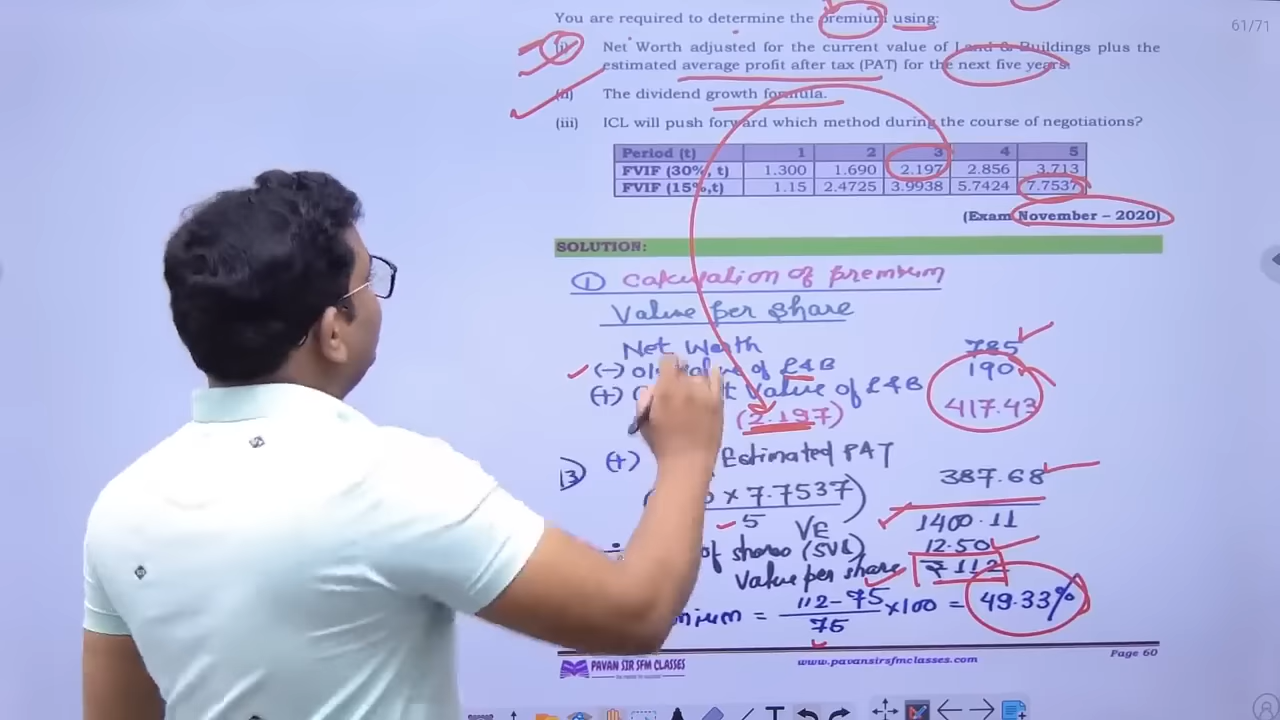 61/71
You are required to determine the premium using:
(i) Net Worth adjusted for the current value of Land & Buildings plus the
estimated average profit after tax (PAT) for the next five years.
(ii) The dividend growth formula.
(iii) ICL will push forward which method during the course of negotiations?
Period (t) 1 2 3 4 5
FVIF (30%, t) 1.300 1.690 2.197 2.856 3.713
FVIF (15%,t) 1.15 2.4725 3.9938 5.7424 7.7537
(Exam November – 2020)
SOLUTION:
① Calculation of premium
Value per share
Net Worth 785
(-) old value of L&B 190
(+) Value of L&B 417.43
(2.197)
(+) Estimated PAT 387.68
× 7.7537)
5
VE 1400.11
of shares (SVL) 12.50
Value per share ₹112
= 112-75 ×100 = 49.33%
75
PAVAN SIR SFM CLASSES
www.pavansirsfmclasses.com
Page 60